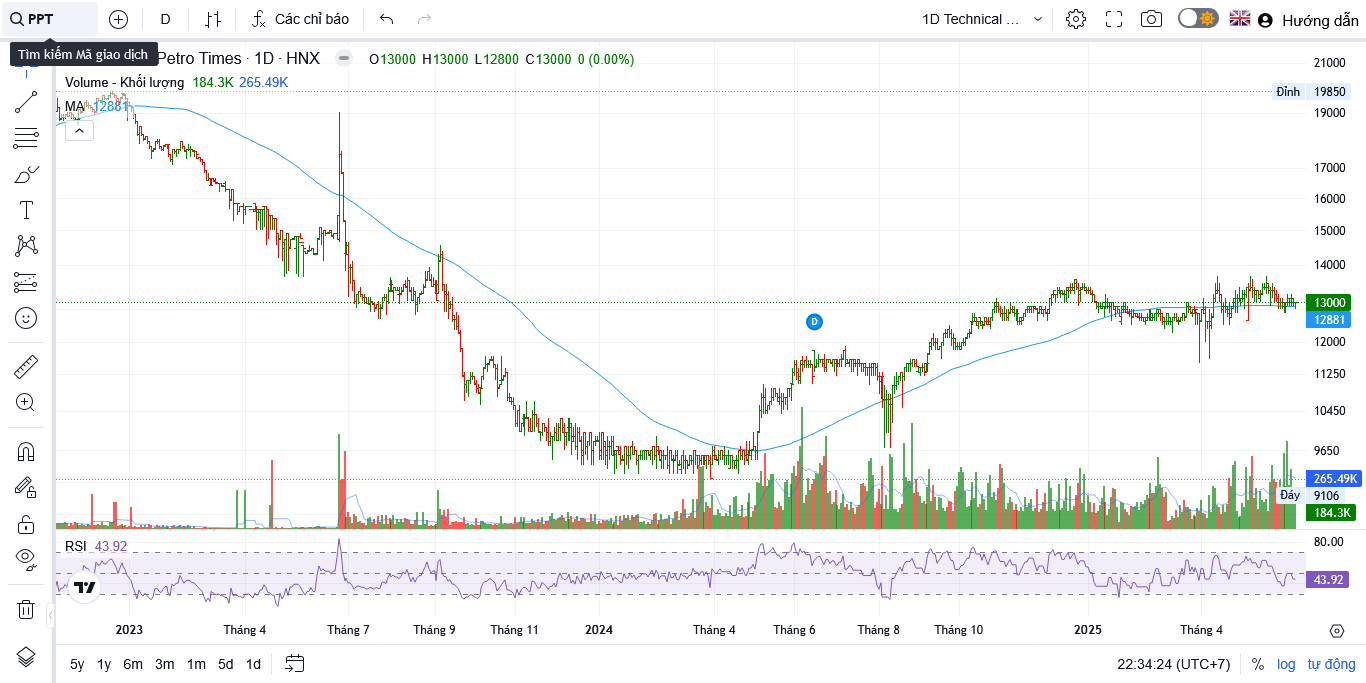 PPT
D
Các chỉ báo
1D Technical ...
Hướng dẫn
Tìm kiếm Mã giao dịch
Petro Times · 1D · HNX
O13000 H13000 L12800 C13000 0 (0.00%)
Volume - Khối lượng 184.3K 265.49K
MA 12881
21000
Đỉnh 19850
19000
17000
16000
15000
14000
13000
12881
12000
11250
10450
9650
265.49K
Đáy 9106
184.3K
D
RSI 43.92
80.00
43.92
2023 Tháng 4 Tháng 7 Tháng 9 Tháng 11 2024 Tháng 4 Tháng 6 Tháng 8 Tháng 10 2025 Tháng 4
5y 1y 6m 3m 1m 5d 1d
22:34:24 (UTC+7) % log tự động